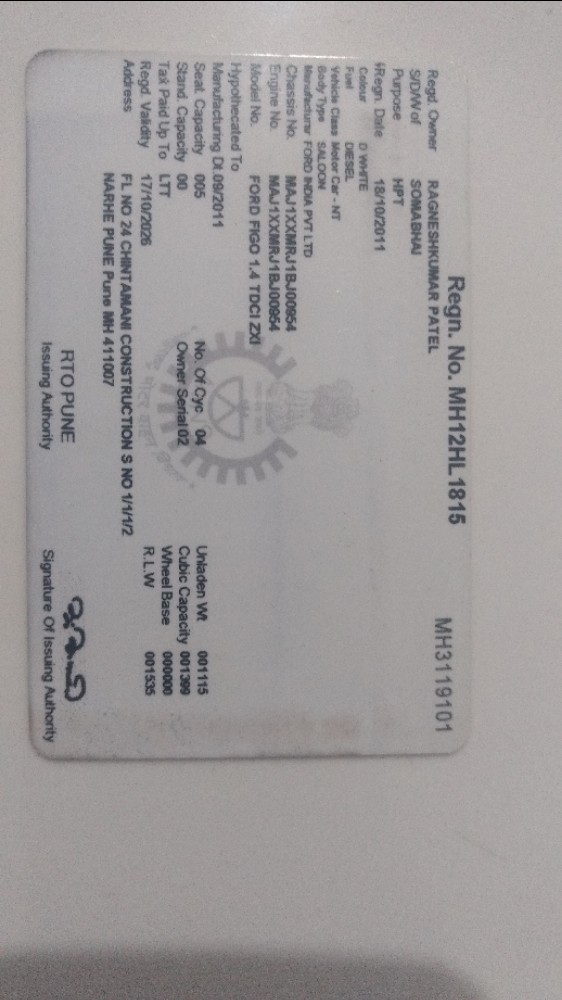 Regn. No. MH12HL1815 MH3119101
Regd. Owner RAGNESHKUMAR PATEL
S/D/W of SOMABHAI
Purpose HPT
Regn. Date 18/10/2011
Colour D WHITE
Fuel DIESEL
Vehicle Class Motor Car - NT
Body Type SALOON
Manufacturer FORD INDIA PVT LTD
Chassis No. MAJ1XXMRJ1BJ00954
Engine No. MAJ1XXMRJ1BJ00954
Model No. FORD FIGO 1.4 TDCI ZXI
Hypothecated To
Manufacturing Dt.09/2011
Seat. Capacity 005 No. Of Cyc. 04 Unladen Wt 001115
Stand. Capacity 00 Owner Serial 02 Cubic Capacity 001399
Tax Paid Up To LTT Wheel Base 000000
Regd. Validity 17/10/2026 R.L.W 001535
Address FL NO 24 CHINTAMANI CONSTRUCTION S NO 1/1/1/2
NARHE PUNE Pune MH 411007
RTO PUNE
Issuing Authority Signature Of Issuing Authority